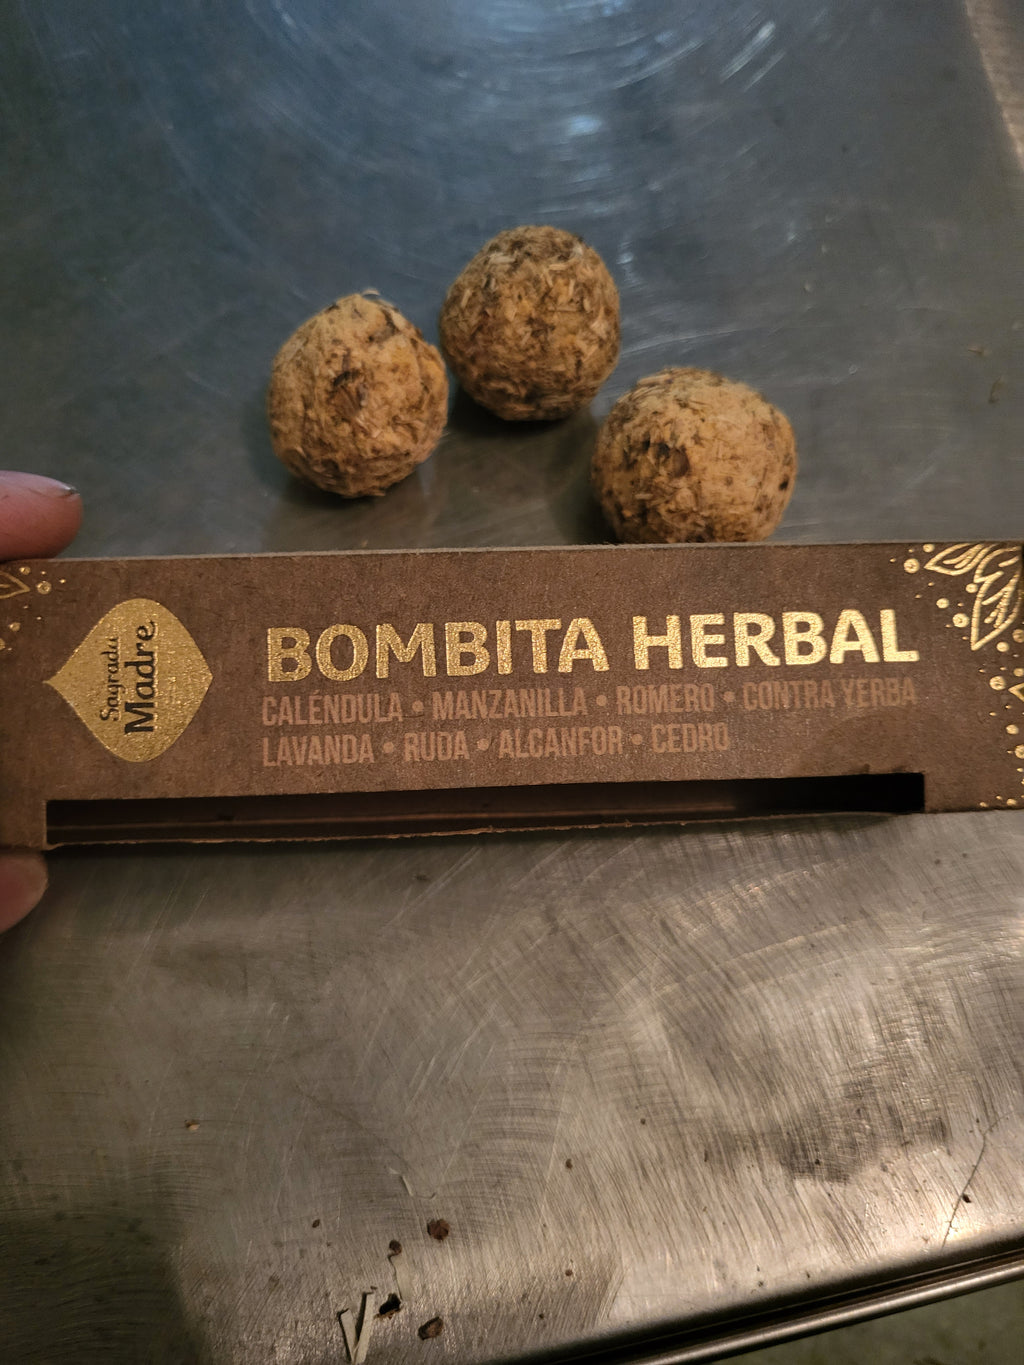 Sagrada
Madre
BOMBITA HERBAL
CALÉNDULA • MANZANILLA • ROMERO • CONTRA YERBA
LAVANDA • RUDA • ALCANFOR • CEDRO